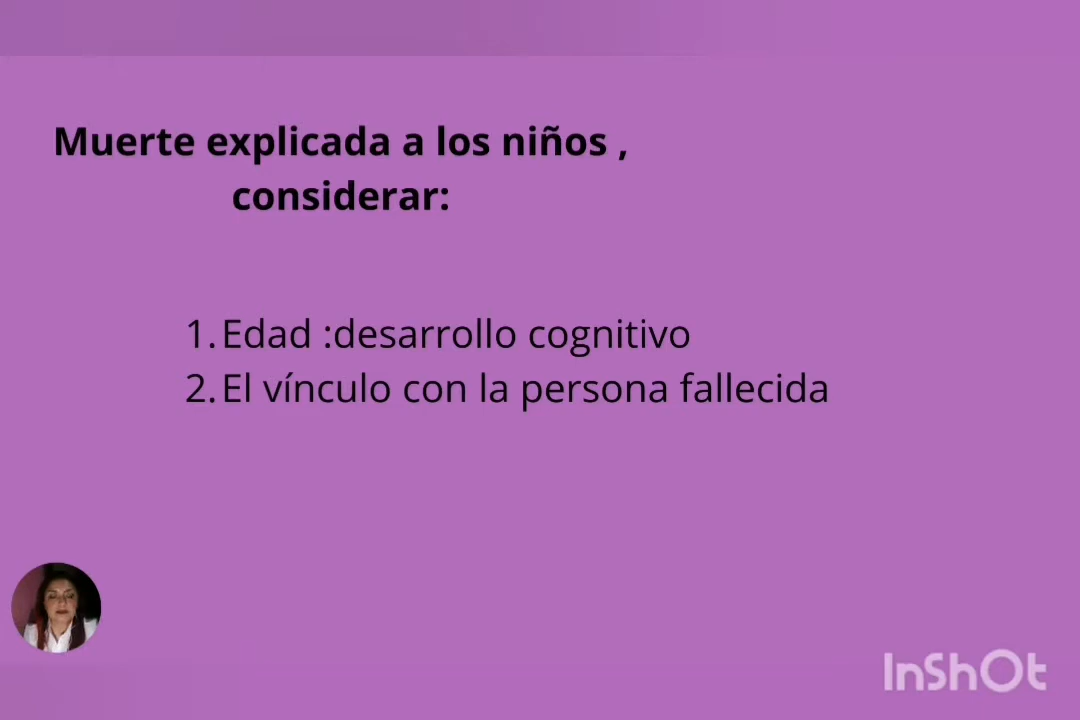 Muerte explicada a los niños ,
considerar:
1. Edad :desarrollo cognitivo
2. El vínculo con la persona fallecida
InShOt